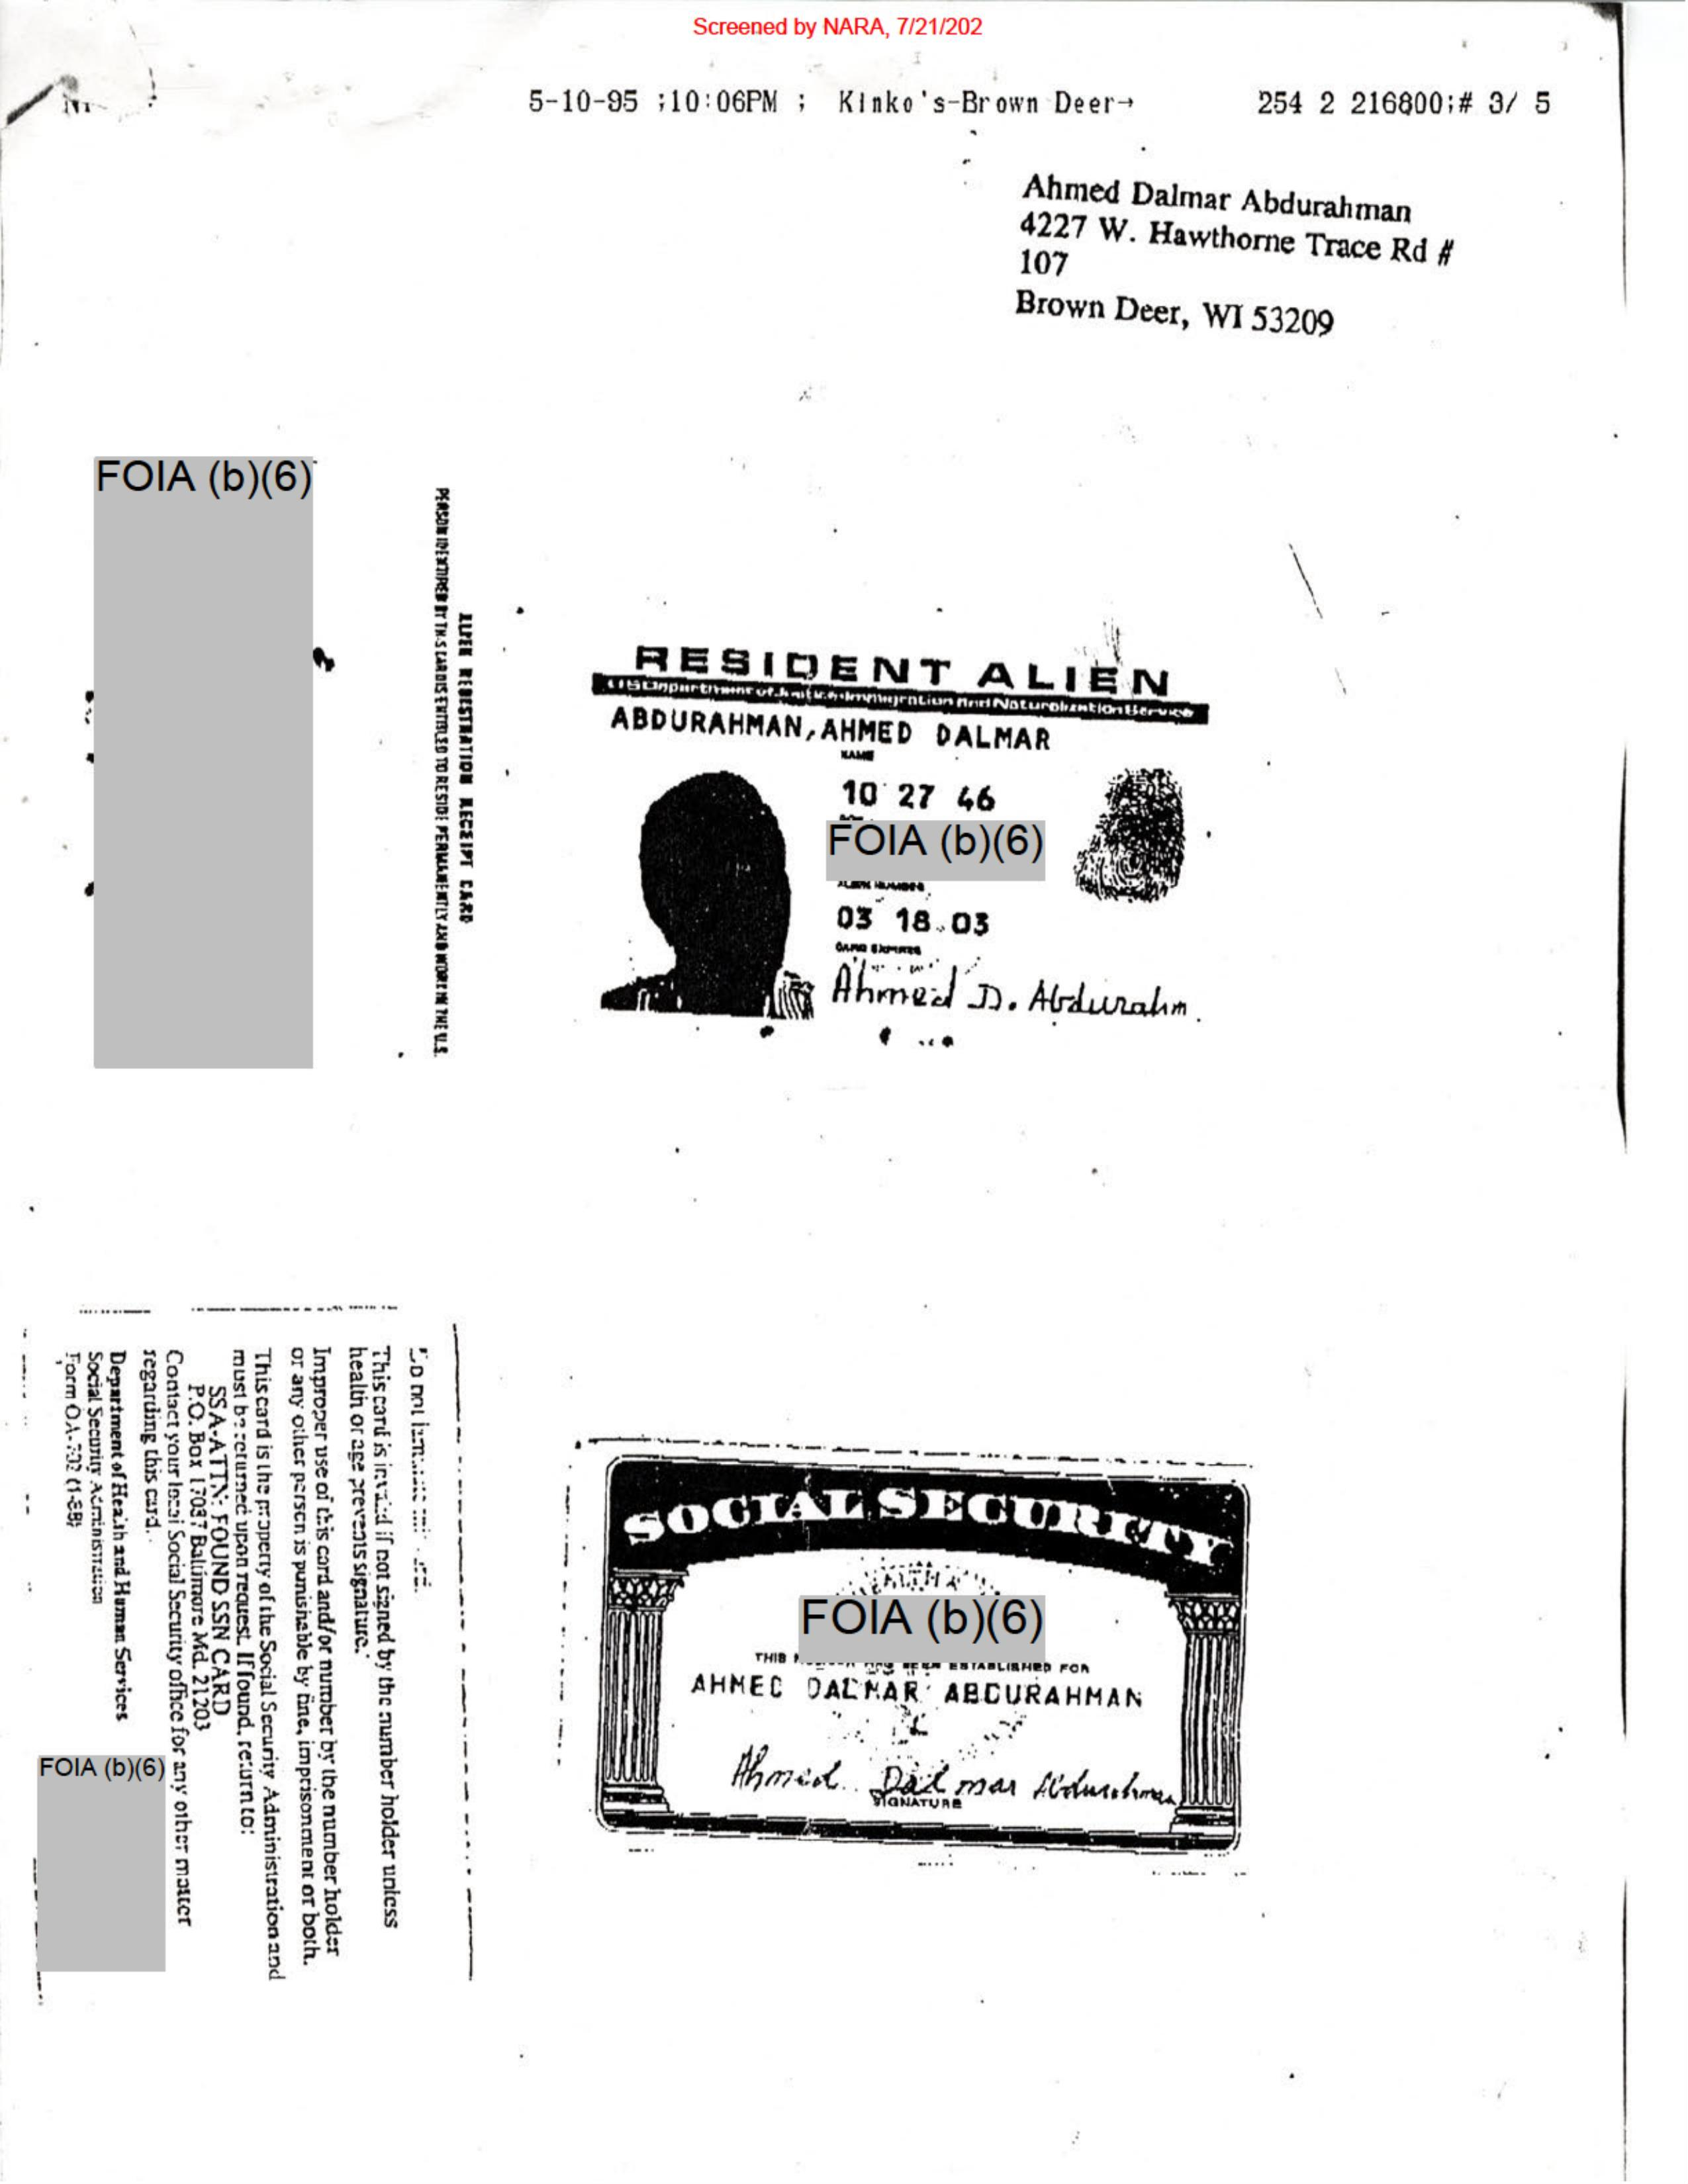 Screened by NARA, 7/21/202
5-10-95 ;10:06PM ; Kinko's-Brown Deer→ 254 2 216800;# 3/ 5
Ahmed Dalmar Abdurahman
4227 W. Hawthorne Trace Rd #
107
Brown Deer, WI 53209
FOIA (b)(6)
ALIEN REGISTRATION RECEIPT CARD
PERSON IDENTIFIED BY THIS CARD IS ENTITLED TO RESIDE PERMANENTLY AND WORK IN THE U.S.
RESIDENT ALIEN
U.S. Department of Justice-Immigration and Naturalization Service
ABDURAHMAN, AHMED DALMAR
NAME
10 27 46
FOIA (b)(6)
ALIEN NUMBER
03 18 03
CARD EXPIRES
Ahmed D. Abdurahm
This card is invalid if not signed by the number holder unless
health or age prevents signature.
Improper use of this card and/or number by the number holder
or any other person is punishable by fine, imprisonment or both.
This card is the property of the Social Security Administration and
must be returned upon request. If found, return to:
SSA-ATTN: FOUND SSN CARD
P.O. Box 17087 Baltimore Md. 21203
Contact your local Social Security office for any other matter
regarding this card.
Department of Health and Human Services
Social Security Administration
Form OA-702 (1-88)
FOIA (b)(6)
SOCIAL SECURITY
FOIA (b)(6)
THIS HAS BEEN ESTABLISHED FOR
AHMED DALMAR ABDURAHMAN
Ahmed Dalmar Abdurahman
SIGNATURE